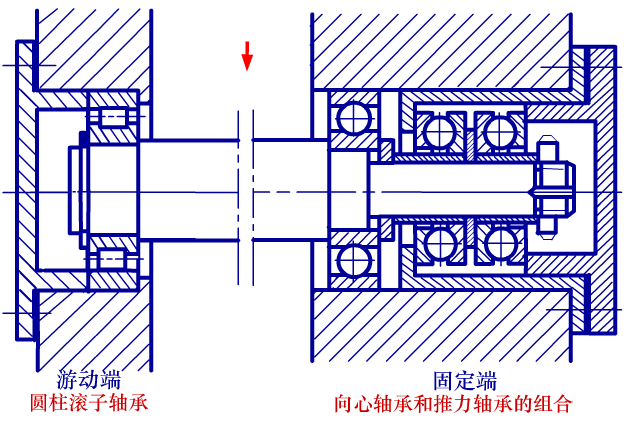 游动端
圆柱滚子轴承
固定端
向心轴承和推力轴承的组合